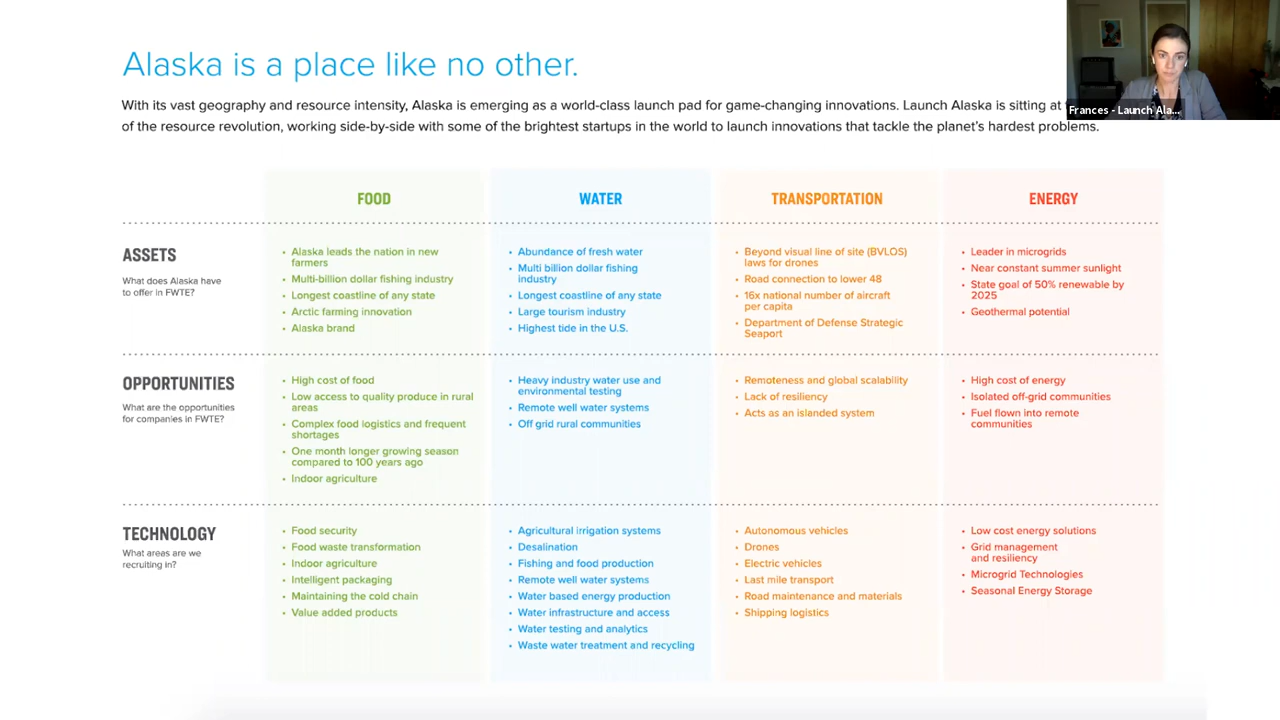 Alaska is a place like no other.
With its vast geography and resource intensity, Alaska is emerging as a world-class launch pad for game-changing innovations. Launch Alaska is sitting at
of the resource revolution, working side-by-side with some of the brightest startups in the world to launch innovations that tackle the planet's hardest problems.
Frances - Launch Ala...
FOOD
WATER
TRANSPORTATION
ENERGY
ASSETS
What does Alaska have
to offer in FWTE?
• Alaska leads the nation in new
farmers
• Multi-billion dollar fishing industry
• Longest coastline of any state
• Arctic farming innovation
• Alaska brand
• Abundance of fresh water
• Multi billion dollar fishing
industry
• Longest coastline of any state
• Large tourism industry
• Highest tide in the U.S.
• Beyond visual line of site (BVLOS)
laws for drones
• Road connection to lower 48
• 16x national number of aircraft
per capita
• Department of Defense Strategic
Seaport
• Leader in microgrids
• Near constant summer sunlight
• State goal of 50% renewable by
2025
• Geothermal potential
OPPORTUNITIES
What are the opportunities
for companies in FWTE?
• High cost of food
• Low access to quality produce in rural
areas
• Complex food logistics and frequent
shortages
• One month longer growing season
compared to 100 years ago
• Indoor agriculture
• Heavy industry water use and
environmental testing
• Remote well water systems
• Off grid rural communities
• Remoteness and global scalability
• Lack of resiliency
• Acts as an islanded system
• High cost of energy
• Isolated off-grid communities
• Fuel flown into remote
communities
TECHNOLOGY
What areas are we
recruiting in?
• Food security
• Food waste transformation
• Indoor agriculture
• Intelligent packaging
• Maintaining the cold chain
• Value added products
• Agricultural irrigation systems
• Desalination
• Fishing and food production
• Remote well water systems
• Water based energy production
• Water infrastructure and access
• Water testing and analytics
• Waste water treatment and recycling
• Autonomous vehicles
• Drones
• Electric vehicles
• Last mile transport
• Road maintenance and materials
• Shipping logistics
• Low cost energy solutions
• Grid management
and resiliency
• Microgrid Technologies
• Seasonal Energy Storage